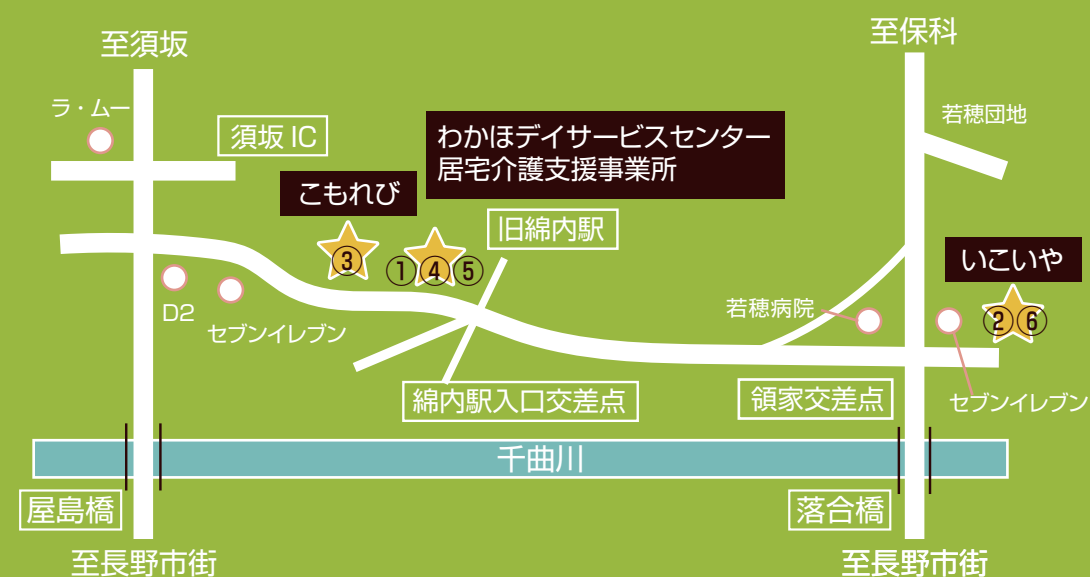 至須坂
至保科
ラ・ムー
須坂 IC
わかほデイサービスセンター
居宅介護支援事業所
若穂団地
こもれび
旧綿内駅
③
①④⑤
いこいや
②⑥
D2
セブンイレブン
若穂病院
綿内駅入口交差点
領家交差点
セブンイレブン
千曲川
屋島橋
落合橋
至長野市街
至長野市街